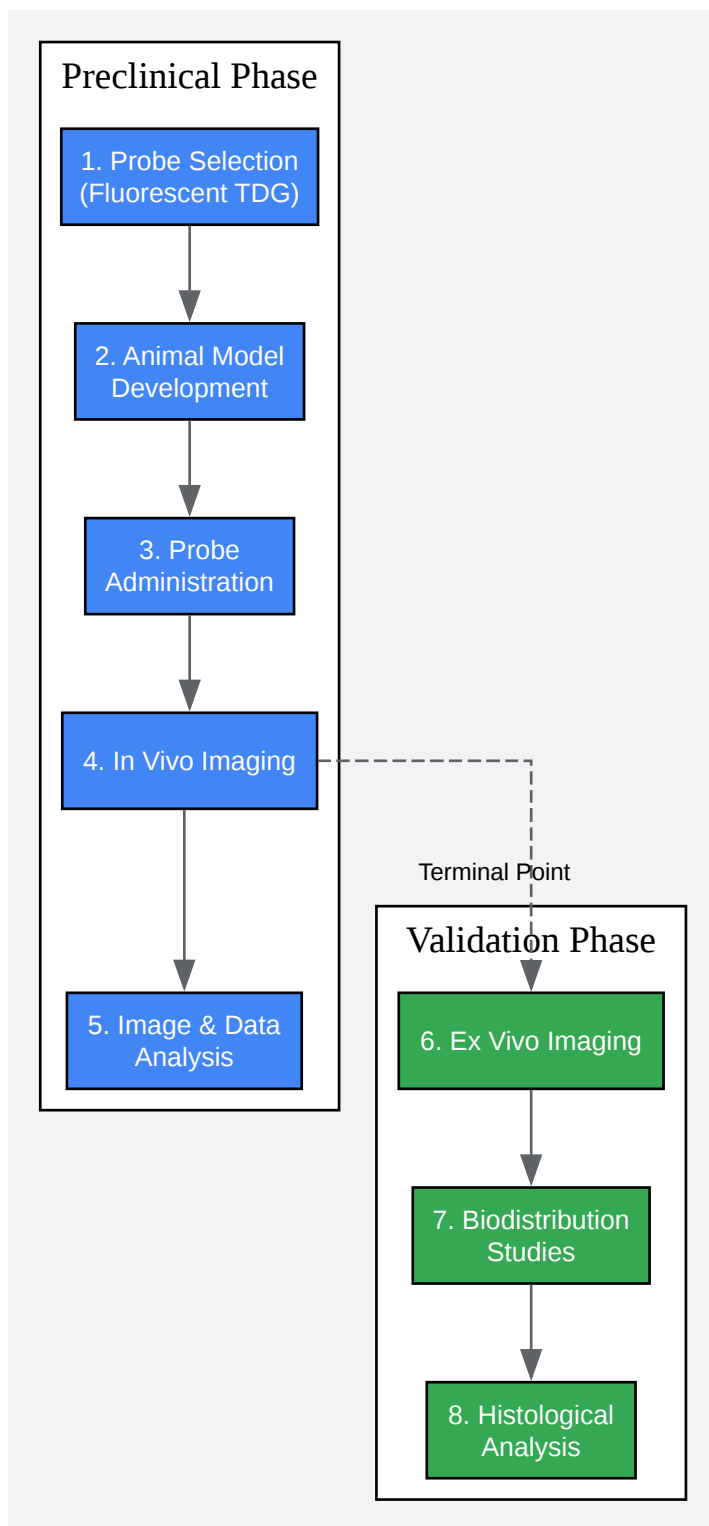 Preclinical Phase
1. Probe Selection
(Fluorescent TDG)
2. Animal Model
Development
3. Probe
Administration
4. In Vivo Imaging
5. Image & Data
Analysis
Terminal Point
Validation Phase
6. Ex Vivo Imaging
7. Biodistribution
Studies
8. Histological
Analysis